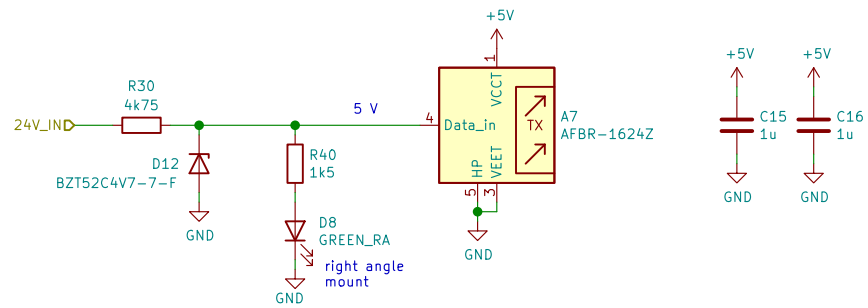 +5V
R30
4k75
24V_IN
D12
BZT52C4V7-7-F
GND
R40
1k5
D8
GREEN_RA
right angle
mount
GND
5 V
4
Data_in
1
VCCT
TX
HP
VEET
5
3
GND
A7
AFBR-1624Z
+5V
C15
1u
GND
+5V
C16
1u
GND